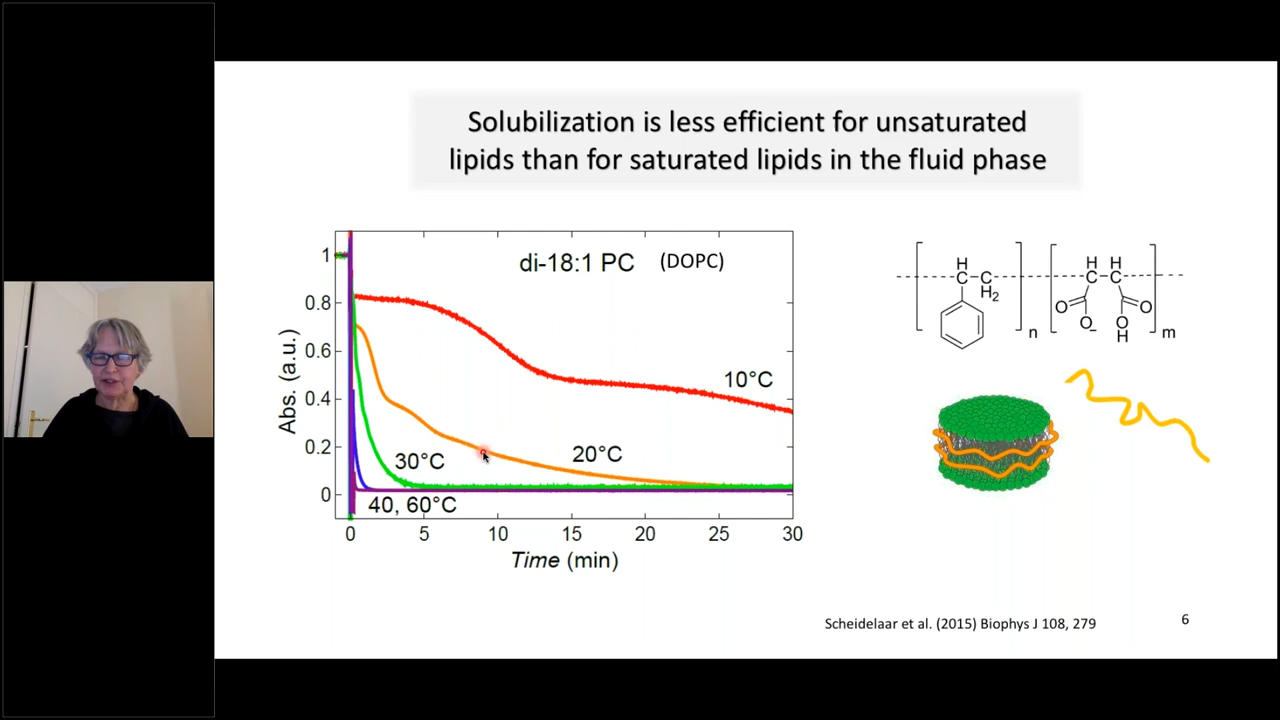 Solubilization is less efficient for unsaturated
lipids than for saturated lipids in the fluid phase
di-18:1 PC (DOPC)
1
0.8
0.6
0.4
0.2
0
Abs. (a.u.)
10°C
20°C
30°C
40, 60°C
0 5 10 15 20 25 30
Time (min)
H
C C
H2
n
H H
C C
O O
O- O
H
m
Scheidelaar et al. (2015) Biophys J 108, 279
6